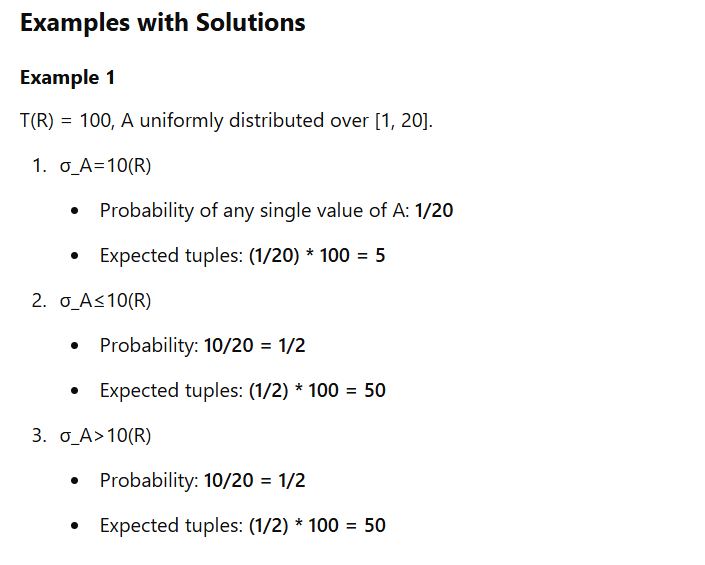 Examples with Solutions
Example 1
T(R) = 100, A uniformly distributed over [1, 20].
1. σ_A=10(R)
• Probability of any single value of A: 1/20
• Expected tuples: (1/20) * 100 = 5
2. σ_A≤10(R)
• Probability: 10/20 = 1/2
• Expected tuples: (1/2) * 100 = 50
3. σ_A>10(R)
• Probability: 10/20 = 1/2
• Expected tuples: (1/2) * 100 = 50